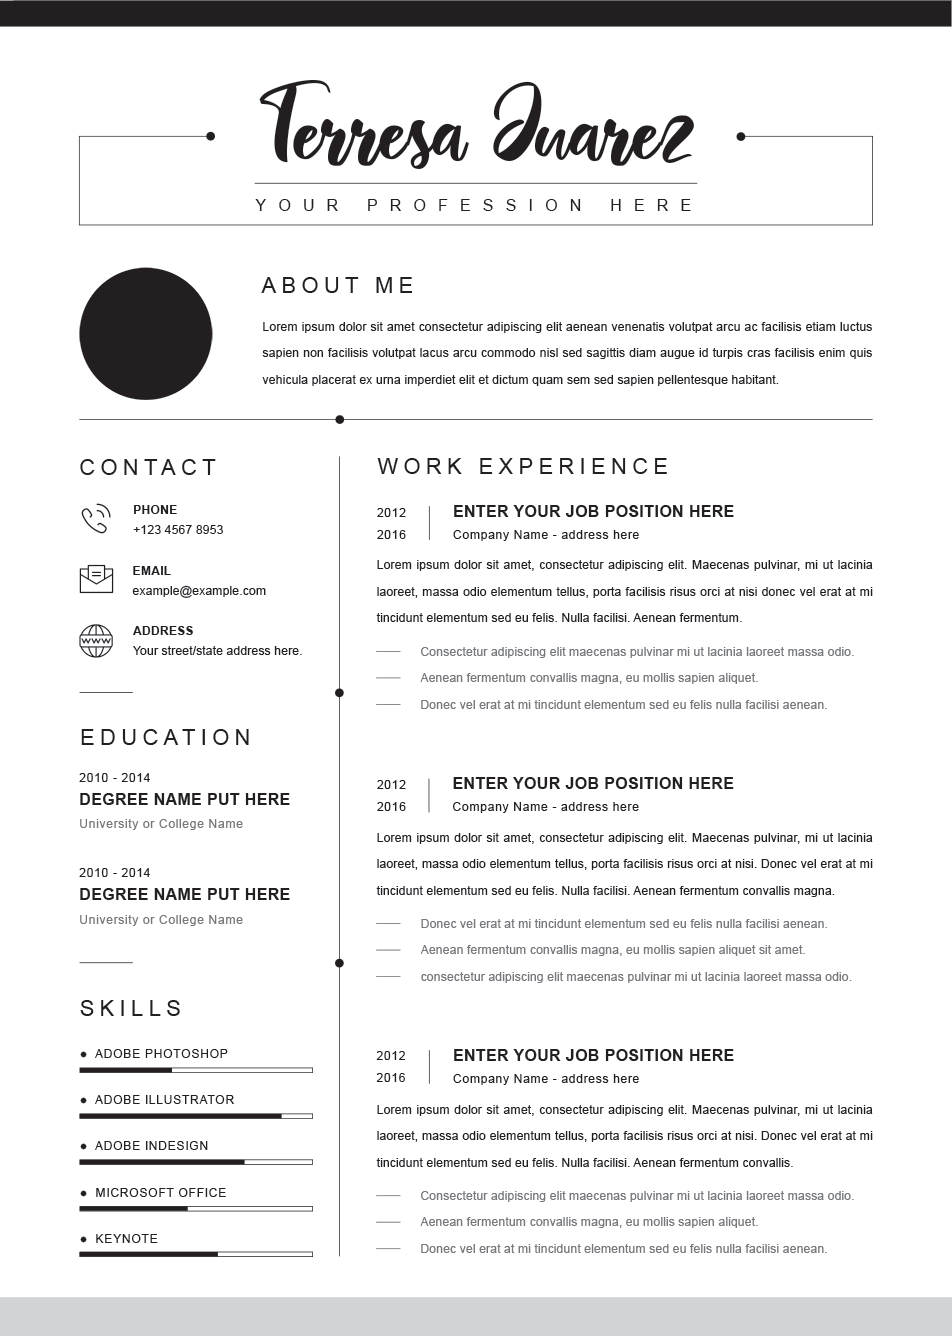 Terresa Juarez
YOUR PROFESSION HERE
ABOUT ME
Lorem ipsum dolor sit amet consectetur adipiscing elit aenean venenatis volutpat arcu ac facilisis etiam luctus
sapien non facilisis volutpat lacus arcu commodo nisl sed sagittis diam augue id turpis cras facilisis enim quis
vehicula placerat ex urna imperdiet elit et dictum quam sem sed sapien pellentesque habitant.
CONTACT
PHONE
+123 4567 8953
EMAIL
example@example.com
WWW
ADDRESS
Your street/state address here.
EDUCATION
2010 - 2014
DEGREE NAME PUT HERE
University or College Name
2010 - 2014
DEGREE NAME PUT HERE
University or College Name
SKILLS
ADOBE PHOTOSHOP
ADOBE ILLUSTRATOR
ADOBE INDESIGN
MICROSOFT OFFICE
KEYNOTE
WORK EXPERIENCE
2012 ENTER YOUR JOB POSITION HERE
2016 Company Name - address here
Lorem ipsum dolor sit amet, consectetur adipiscing elit. Maecenas pulvinar, mi ut lacinia
laoreet, massa odio elementum tellus, porta facilisis risus orci at nisi donec vel erat at mi
tincidunt elementum sed eu felis. Nulla facilisi. Aenean fermentum.
Consectetur adipiscing elit maecenas pulvinar mi ut lacinia laoreet massa odio.
Aenean fermentum convallis magna, eu mollis sapien aliquet.
Donec vel erat at mi tincidunt elementum sed eu felis nulla facilisi aenean.
2012 ENTER YOUR JOB POSITION HERE
2016 Company Name - address here
Lorem ipsum dolor sit amet, consectetur adipiscing elit. Maecenas pulvinar, mi ut lacinia
laoreet, massa odio elementum tellus, porta facilisis risus orci at nisi. Donec vel erat at mi
tincidunt elementum sed eu felis. Nulla facilisi. Aenean fermentum convallis magna.
Donec vel erat at mi tincidunt elementum sed eu felis nulla facilisi aenean.
Aenean fermentum convallis magna, eu mollis sapien aliquet sit amet.
consectetur adipiscing elit maecenas pulvinar mi ut lacinia laoreet massa odio.
2012 ENTER YOUR JOB POSITION HERE
2016 Company Name - address here
Lorem ipsum dolor sit amet, consectetur adipiscing elit. Maecenas pulvinar, mi ut lacinia
laoreet, massa odio elementum tellus, porta facilisis risus orci at nisi. Donec vel erat at mi
tincidunt elementum sed eu felis. Nulla facilisi. Aenean fermentum convallis.
Consectetur adipiscing elit maecenas pulvinar mi ut lacinia laoreet massa odio.
Aenean fermentum convallis magna, eu mollis sapien aliquet.
Donec vel erat at mi tincidunt elementum sed eu felis nulla facilisi aenean.